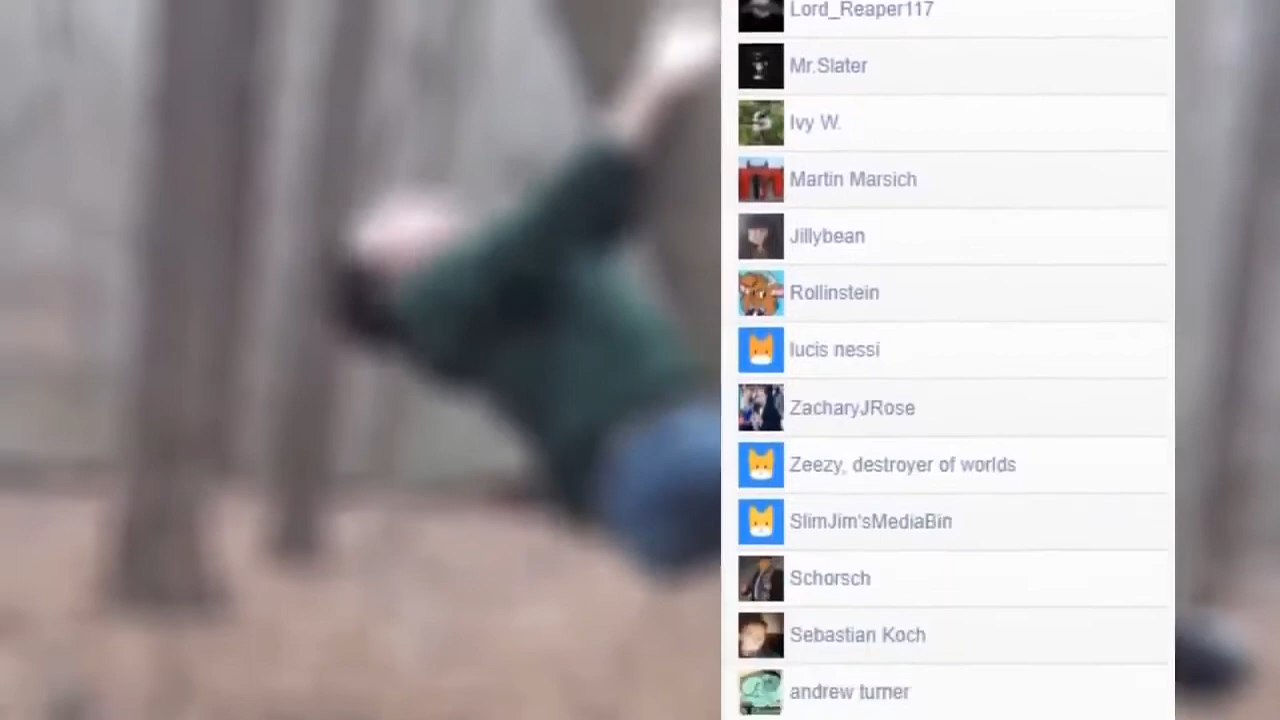 Lord_Reaper117
Mr.Slater
Ivy W.
Martin Marsich
Jillybean
Rollinstein
lucis nessi
ZacharyJRose
Zeezy, destroyer of worlds
SlimJim'sMediaBin
Schorsch
Sebastian Koch
andrew turner